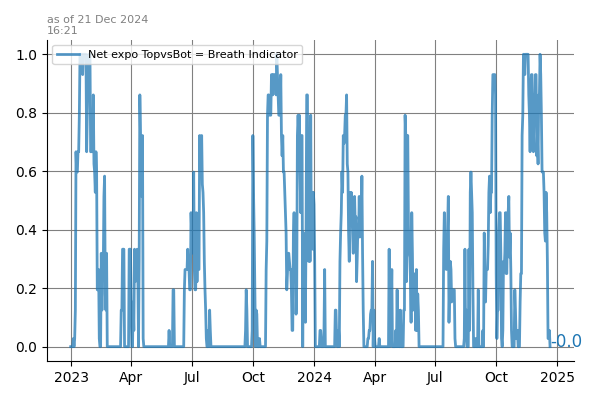 as of 21 Dec 2024
16:21
Net expo TopvsBot = Breath Indicator
1.0
0.8
0.6
0.4
0.2
0.0
-0.0
2023 Apr Jul Oct 2024 Apr Jul Oct 2025